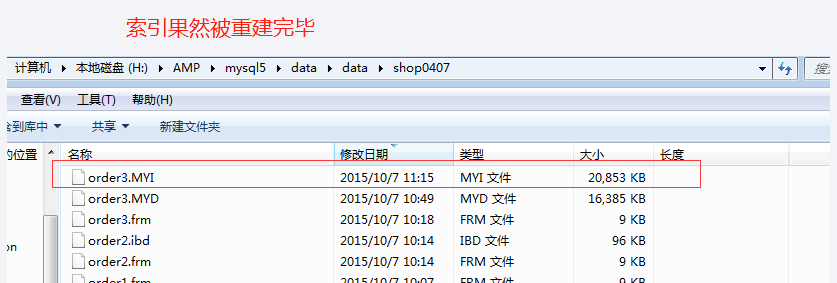 索引果然被重建完毕
计算机 本地磁盘 (H:) AMP mysql5 data data shop0407
查看(V) 工具(T) 帮助(H)
含到库中 共享 新建文件夹
的位置 名称 修改日期 类型 大小 长度
order3.MYI 2015/10/7 11:15 MYI 文件 20,853 KB
order3.MYD 2015/10/7 10:49 MYD 文件 16,385 KB
order3.frm 2015/10/7 10:18 FRM 文件 9 KB
on order2.ibd 2015/10/7 10:14 IBD 文件 96 KB
order2.frm 2015/10/7 10:14 FRM 文件 9 KB
order1.frm 2015/10/7 10:07 FRM 文件 9 KB